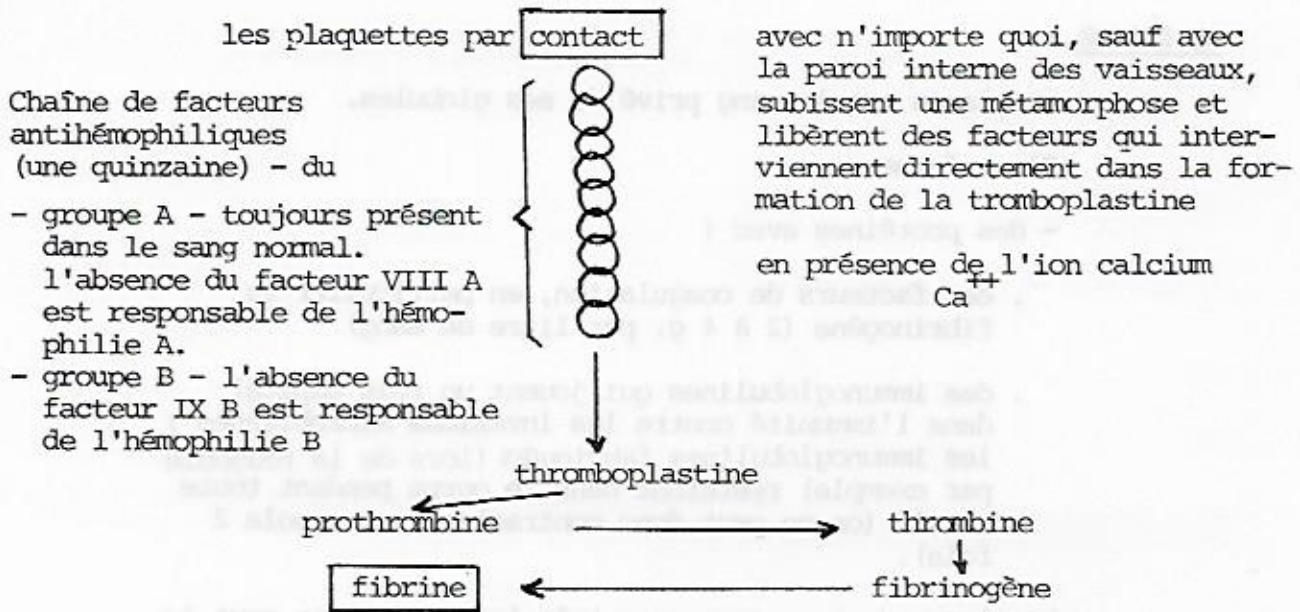 les plaquettes par contact
avec n'importe quoi, sauf avec
la paroi interne des vaisseaux,
subissent une métamorphose et
libèrent des facteurs qui inter-
viennent directement dans la for-
mation de la tromboplastine
en présence de l'ion calcium
Ca++
Chaîne de facteurs
antihémophiliques
(une quinzaine) - du
- groupe A - toujours présent
dans le sang normal.
l'absence du facteur VIII A
est responsable de l'hémo-
philie A.
- groupe B - l'absence du
facteur IX B est responsable
de l'hémophilie B
thromboplastine
prothrombine
thrombine
fibrine
fibrinogène